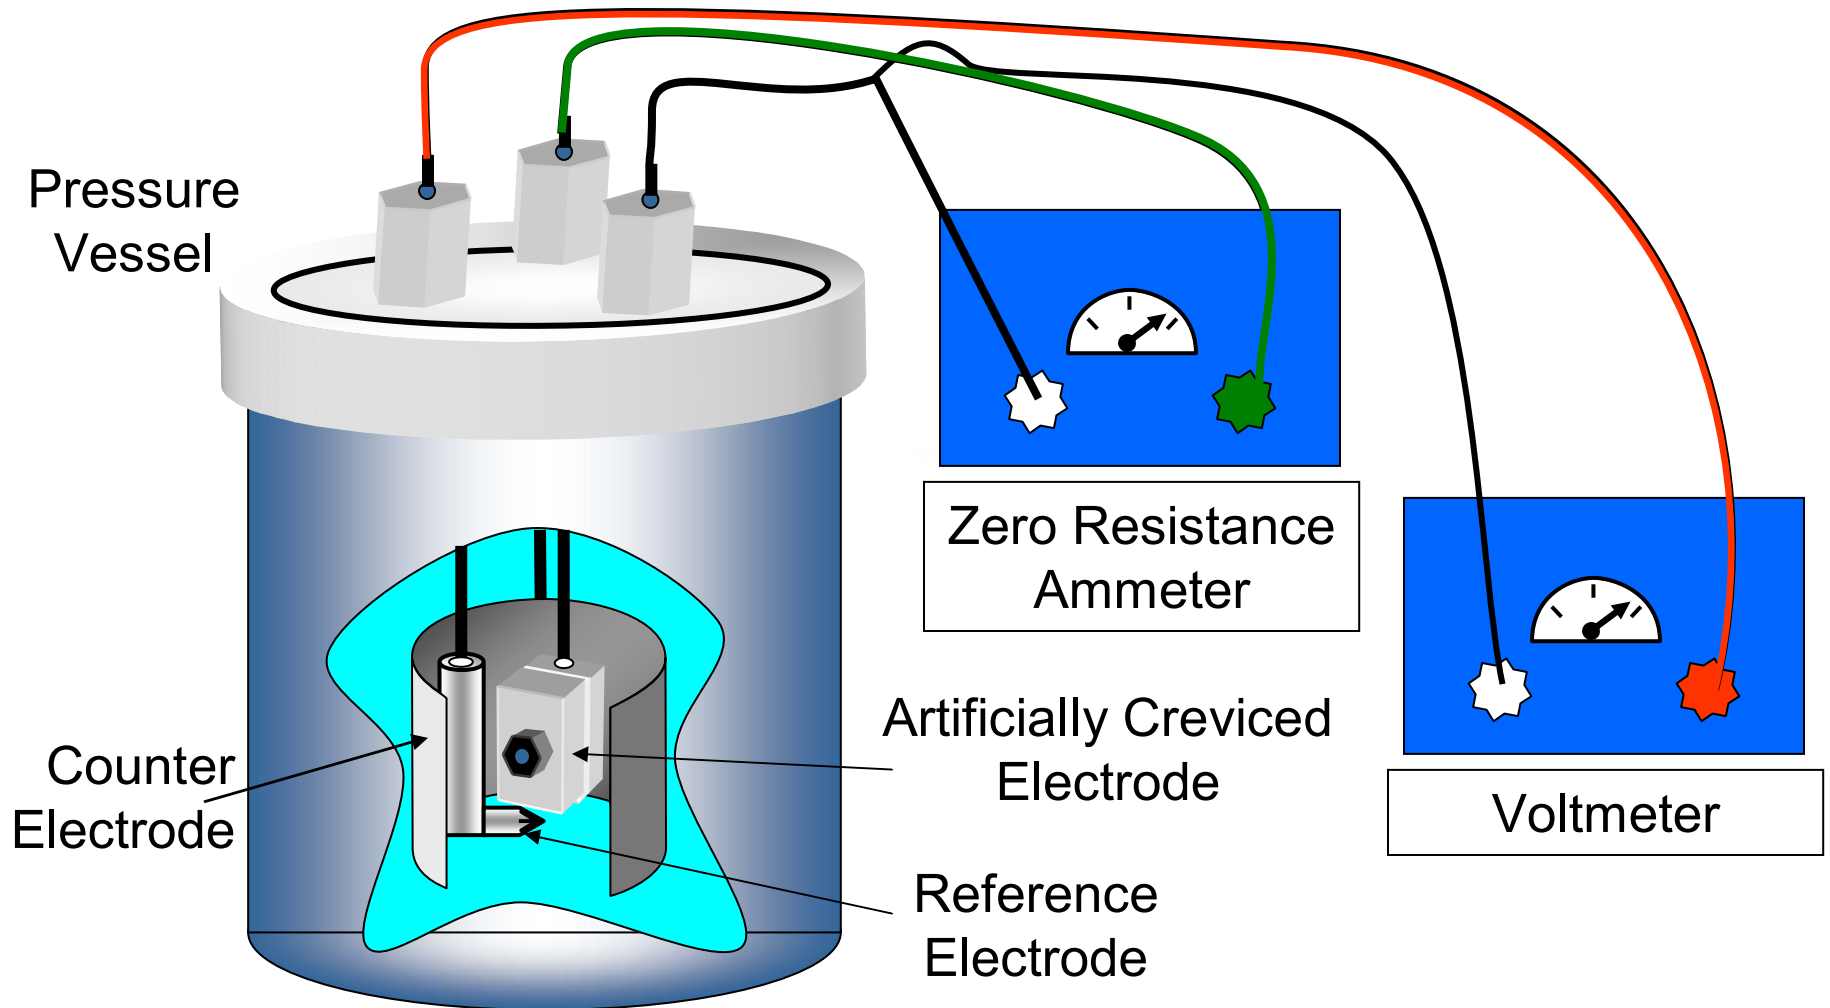 Pressure
Vessel
Zero Resistance
Ammeter
Artificially Creviced
Electrode
Counter
Electrode
Voltmeter
Reference
Electrode